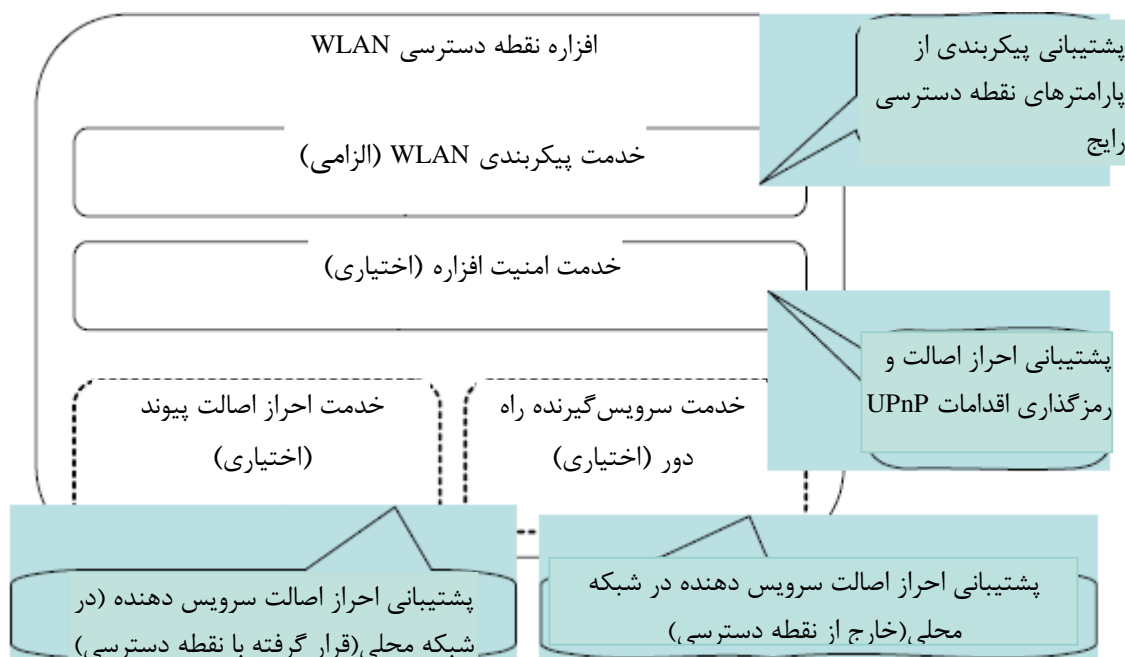 افزاره نقطه دسترسی WLAN
پشتیبانی پیکربندی از
پارامترهای نقطه دسترسی
رایج
خدمت پیکربندی WLAN (الزامی)
خدمت امنیت افزاره (اختیاری)
پشتیبانی احراز اصالت و
رمزگذاری اقدامات UPnP
خدمت سرویس‌گیرنده راه
دور (اختیاری)
خدمت احراز اصالت پیوند
(اختیاری)
پشتیبانی احراز اصالت سرویس دهنده در شبکه
محلی(خارج از نقطه دسترسی)
پشتیبانی احراز اصالت سرویس دهنده (در
شبکه محلی(قرار گرفته با نقطه دسترسی)